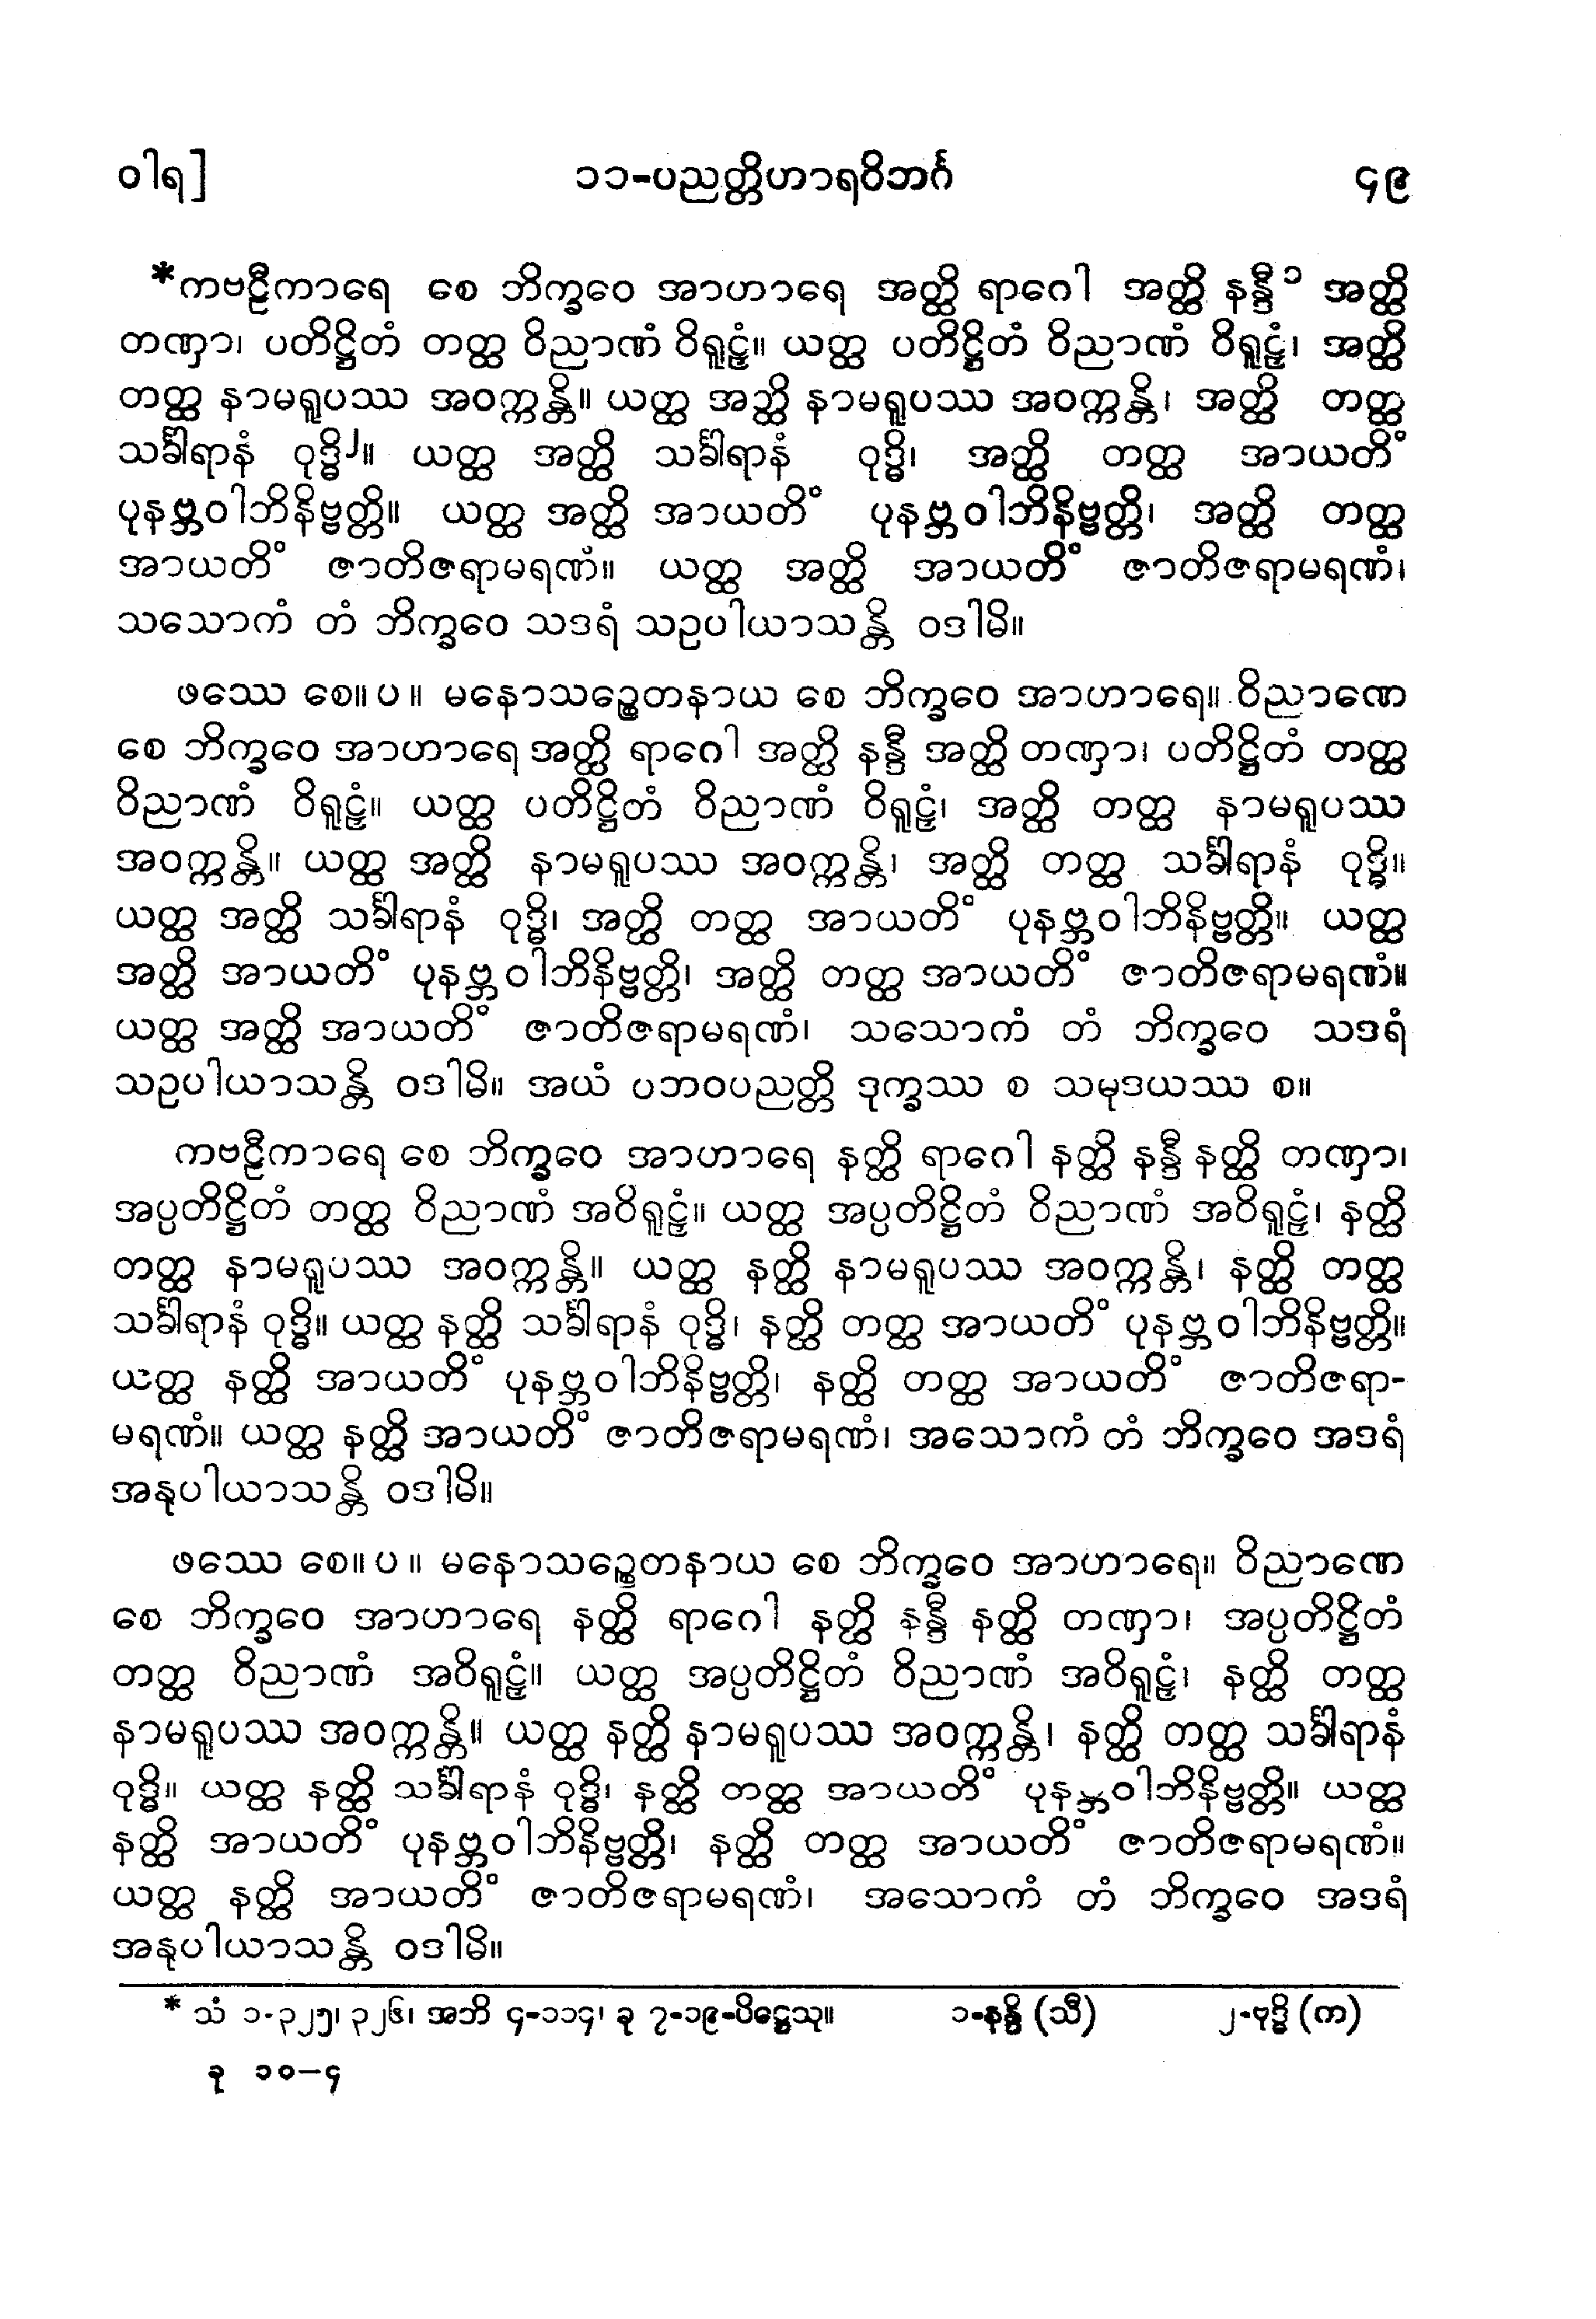 ဝါရ] ၁၁-ပညတ္တိဟာရဝိဘင်္ဂ ၄၉
*ကဗဠီကာရေ စေ ဘိက္ခဝေ အာဟာရေ အတ္ထိ ရာဂေါ အတ္ထိ နန္ဒီ၁ အတ္ထိ
တဏှာ၊ ပတိဋ္ဌိတံ တတ္ထ ဝိညာဏံ ဝိရူဠှံ။ ယတ္ထ ပတိဋ္ဌိတံ ဝိညာဏံ ဝိရူဠှံ၊ အတ္ထိ
တတ္ထ နာမရူပဿ အဝက္ကန္တိ။ ယတ္ထ အတ္ထိ နာမရူပဿ အဝက္ကန္တိ၊ အတ္ထိ တတ္ထ
သင်္ခါရာနံ ဝုဒ္ဓိ၂။ ယတ္ထ အတ္ထိ သင်္ခါရာနံ ဝုဒ္ဓိ၊ အတ္ထိ တတ္ထ အာယတိံ
ပုနဗ္ဘဝါဘိနိဗ္ဗတ္တိ။ ယတ္ထ အတ္ထိ အာယတိံ ပုနဗ္ဘဝါဘိနိဗ္ဗတ္တိ၊ အတ္ထိ တတ္ထ
အာယတိံ ဇာတိဇရာမရဏံ။ ယတ္ထ အတ္ထိ အာယတိံ ဇာတိဇရာမရဏံ၊
သသောကံ တံ ဘိက္ခဝေ သဒရံ သဥပါယာသန္တိ ဝဒါမိ။
ဖဿေ စေ။ပ။ မနောသဉ္စေတနာယ စေ ဘိက္ခဝေ အာဟာရေ။ ဝိညာဏေ
စေ ဘိက္ခဝေ အာဟာရေ အတ္ထိ ရာဂေါ အတ္ထိ နန္ဒီ အတ္ထိ တဏှာ၊ ပတိဋ္ဌိတံ တတ္ထ
ဝိညာဏံ ဝိရူဠှံ။ ယတ္ထ ပတိဋ္ဌိတံ ဝိညာဏံ ဝိရူဠှံ၊ အတ္ထိ တတ္ထ နာမရူပဿ
အဝက္ကန္တိ။ ယတ္ထ အတ္ထိ နာမရူပဿ အဝက္ကန္တိ၊ အတ္ထိ တတ္ထ သင်္ခါရာနံ ဝုဒ္ဓိ။
ယတ္ထ အတ္ထိ သင်္ခါရာနံ ဝုဒ္ဓိ၊ အတ္ထိ တတ္ထ အာယတိံ ပုနဗ္ဘဝါဘိနိဗ္ဗတ္တိ။ ယတ္ထ
အတ္ထိ အာယတိံ ပုနဗ္ဘဝါဘိနိဗ္ဗတ္တိ၊ အတ္ထိ တတ္ထ အာယတိံ ဇာတိဇရာမရဏံ။
ယတ္ထ အတ္ထိ အာယတိံ ဇာတိဇရာမရဏံ၊ သသောကံ တံ ဘိက္ခဝေ သဒရံ
သဥပါယာသန္တိ ဝဒါမိ။ အယံ ပဘဝပညတ္တိ ဒုက္ခဿ စ သမုဒယဿ စ။
ကဗဠီကာရေ စေ ဘိက္ခဝေ အာဟာရေ နတ္ထိ ရာဂေါ နတ္ထိ နန္ဒီ နတ္ထိ တဏှာ၊
အပ္ပတိဋ္ဌိတံ တတ္ထ ဝိညာဏံ အဝိရူဠှံ။ ယတ္ထ အပ္ပတိဋ္ဌိတံ ဝိညာဏံ အဝိရူဠှံ၊ နတ္ထိ
တတ္ထ နာမရူပဿ အဝက္ကန္တိ။ ယတ္ထ နတ္ထိ နာမရူပဿ အဝက္ကန္တိ၊ နတ္ထိ တတ္ထ
သင်္ခါရာနံ ဝုဒ္ဓိ။ ယတ္ထ နတ္ထိ သင်္ခါရာနံ ဝုဒ္ဓိ၊ နတ္ထိ တတ္ထ အာယတိံ ပုနဗ္ဘဝါဘိနိဗ္ဗတ္တိ။
ယတ္ထ နတ္ထိ အာယတိံ ပုနဗ္ဘဝါဘိနိဗ္ဗတ္တိ၊ နတ္ထိ တတ္ထ အာယတိံ ဇာတိဇရာ-
မရဏံ။ ယတ္ထ နတ္ထိ အာယတိံ ဇာတိဇရာမရဏံ၊ အသောကံ တံ ဘိက္ခဝေ အဒရံ
အနုပါယာသန္တိ ဝဒါမိ။
ဖဿေ စေ။ပ။ မနောသဉ္စေတနာယ စေ ဘိက္ခဝေ အာဟာရေ။ ဝိညာဏေ
စေ ဘိက္ခဝေ အာဟာရေ နတ္ထိ ရာဂေါ နတ္ထိ နန္ဒီ နတ္ထိ တဏှာ၊ အပ္ပတိဋ္ဌိတံ
တတ္ထ ဝိညာဏံ အဝိရူဠှံ။ ယတ္ထ အပ္ပတိဋ္ဌိတံ ဝိညာဏံ အဝိရူဠှံ၊ နတ္ထိ တတ္ထ
နာမရူပဿ အဝက္ကန္တိ။ ယတ္ထ နတ္ထိ နာမရူပဿ အဝက္ကန္တိ၊ နတ္ထိ တတ္ထ သင်္ခါရာနံ
ဝုဒ္ဓိ။ ယတ္ထ နတ္ထိ သင်္ခါရာနံ ဝုဒ္ဓိ၊ နတ္ထိ တတ္ထ အာယတိံ ပုနဗ္ဘဝါဘိနိဗ္ဗတ္တိ။ ယတ္ထ
နတ္ထိ အာယတိံ ပုနဗ္ဘဝါဘိနိဗ္ဗတ္တိ၊ နတ္ထိ တတ္ထ အာယတိံ ဇာတိဇရာမရဏံ။
ယတ္ထ နတ္ထိ အာယတိံ ဇာတိဇရာမရဏံ၊ အသောကံ တံ ဘိက္ခဝေ အဒရံ
အနုပါယာသန္တိ ဝဒါမိ။
* သံ ၁-၃၂၅၊ ၃၂၆၊ အဘိ ၄-၁၁၄၊ ခု ၇-၁၉-ပိဋ္ဌေသု။ ၁-နန္ဒိ (သီ) ၂-ဗုဒ္ဓိ (က)
ခု ၁၀–၄